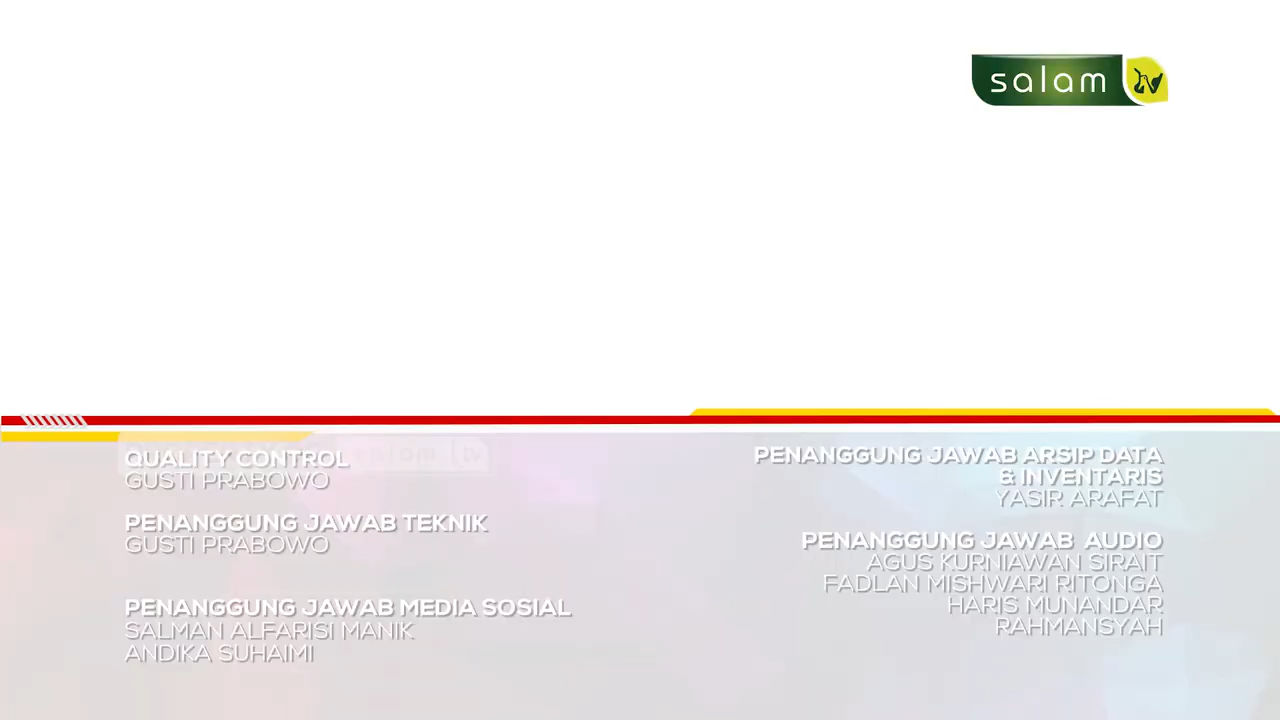 salam tv
QUALITY CONTROL
GUSTI PRABOWO
PENANGGUNG JAWAB TEKNIK
GUSTI PRABOWO
PENANGGUNG JAWAB MEDIA SOSIAL
SALMAN ALFARISI MANIK
ANDIKA SUHAIMI
PENANGGUNG JAWAB ARSIP DATA
& INVENTARIS
YASIR ARAFAT
PENANGGUNG JAWAB AUDIO
AGUS KURNIAWAN SIRAIT
FADLAN MISHWARI RITONGA
HARIS MUNANDAR
RAHMANSYAH